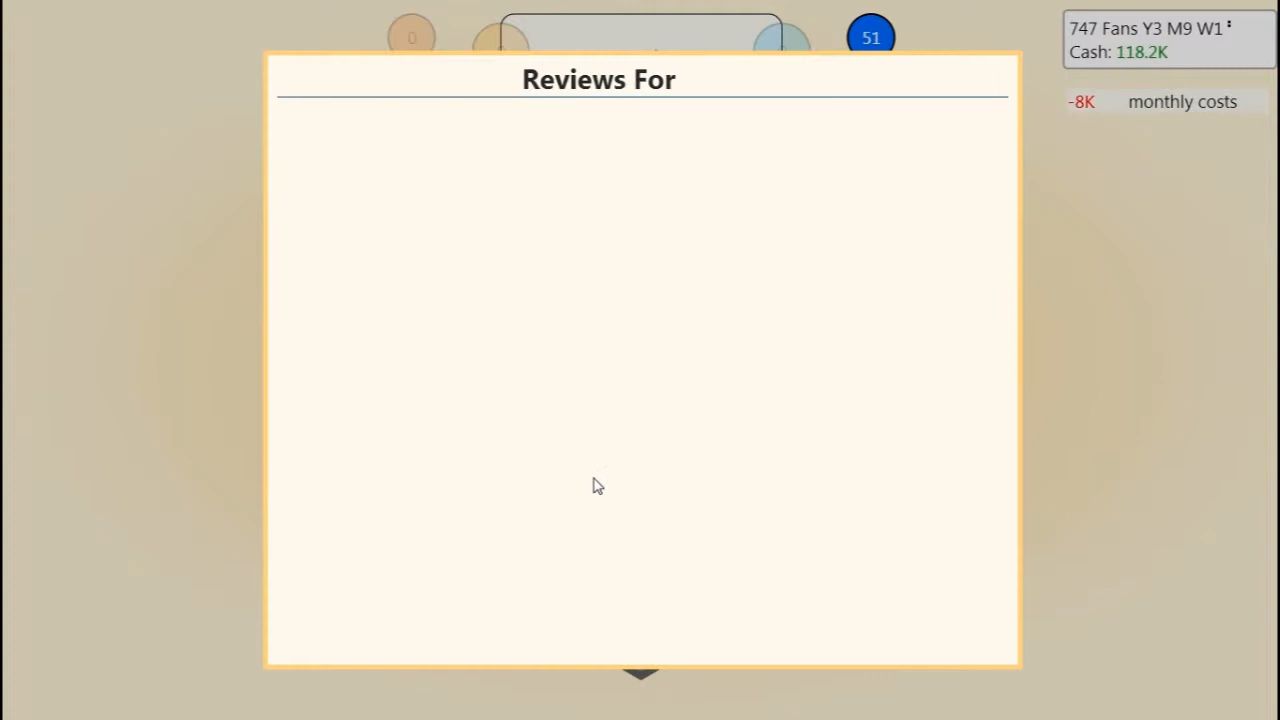 0
51
747 Fans Y3 M9 W1
Cash: 118.2K
Reviews For
-8K monthly costs